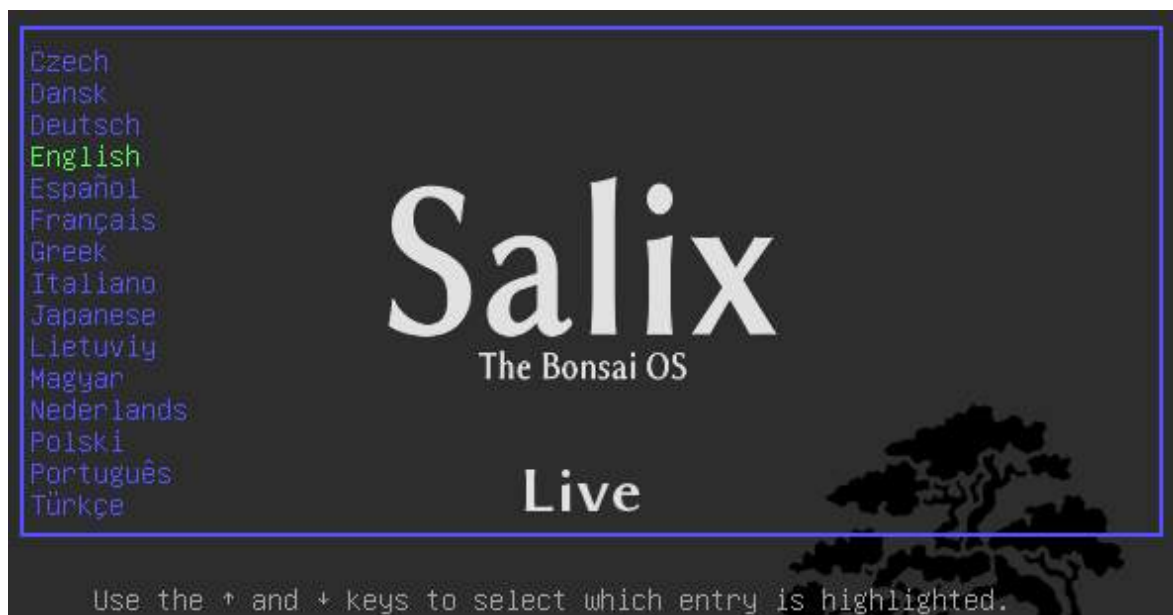 Czech
Dansk
Deutsch
English
Español
Français
Greek
Italiano
Japanese
Lietuviy
Magyar
Nederlands
Polski
Português
Türkçe
Salix
The Bonsai OS
Live
Use the ↑ and ↓ keys to select which entry is highlighted.